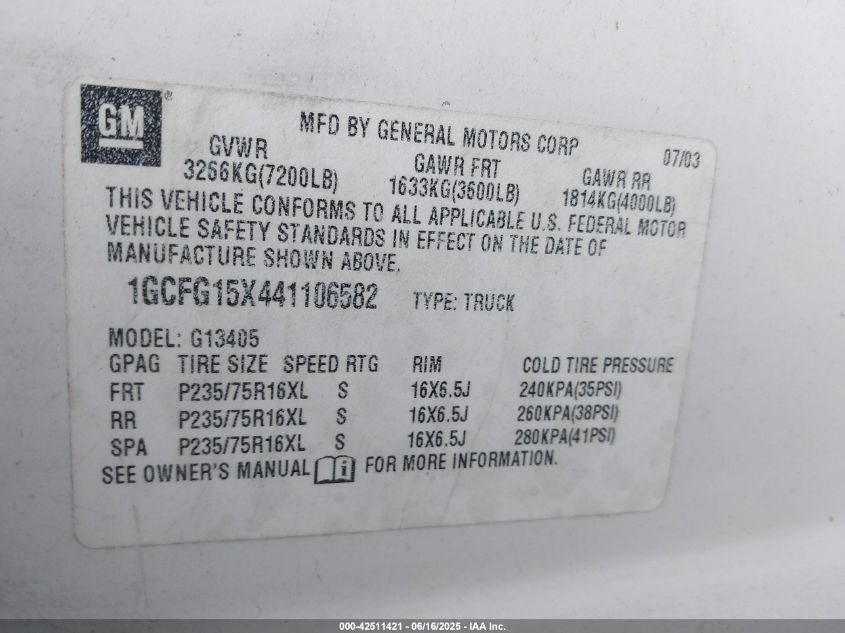 GM®
MFD BY GENERAL MOTORS CORP 07/03
GVWR GAWR FRT GAWR RR
3266KG(7200LB) 1633KG(3600LB) 1814KG(4000LB)
THIS VEHICLE CONFORMS TO ALL APPLICABLE U.S. FEDERAL MOTOR
VEHICLE SAFETY STANDARDS IN EFFECT ON THE DATE OF
MANUFACTURE SHOWN ABOVE.
1GCFG15X441106582 TYPE: TRUCK
MODEL: G13405
GPAG TIRE SIZE SPEED RTG RIM COLD TIRE PRESSURE
FRT P235/75R16XL S 16X6.5J 240KPA(35PSI)
RR P235/75R16XL S 16X6.5J 260KPA(38PSI)
SPA P235/75R16XL S 16X6.5J 280KPA(41PSI)
SEE OWNER'S MANUAL i FOR MORE INFORMATION.
000-42511421 - 06/16/2025 - IAA Inc.